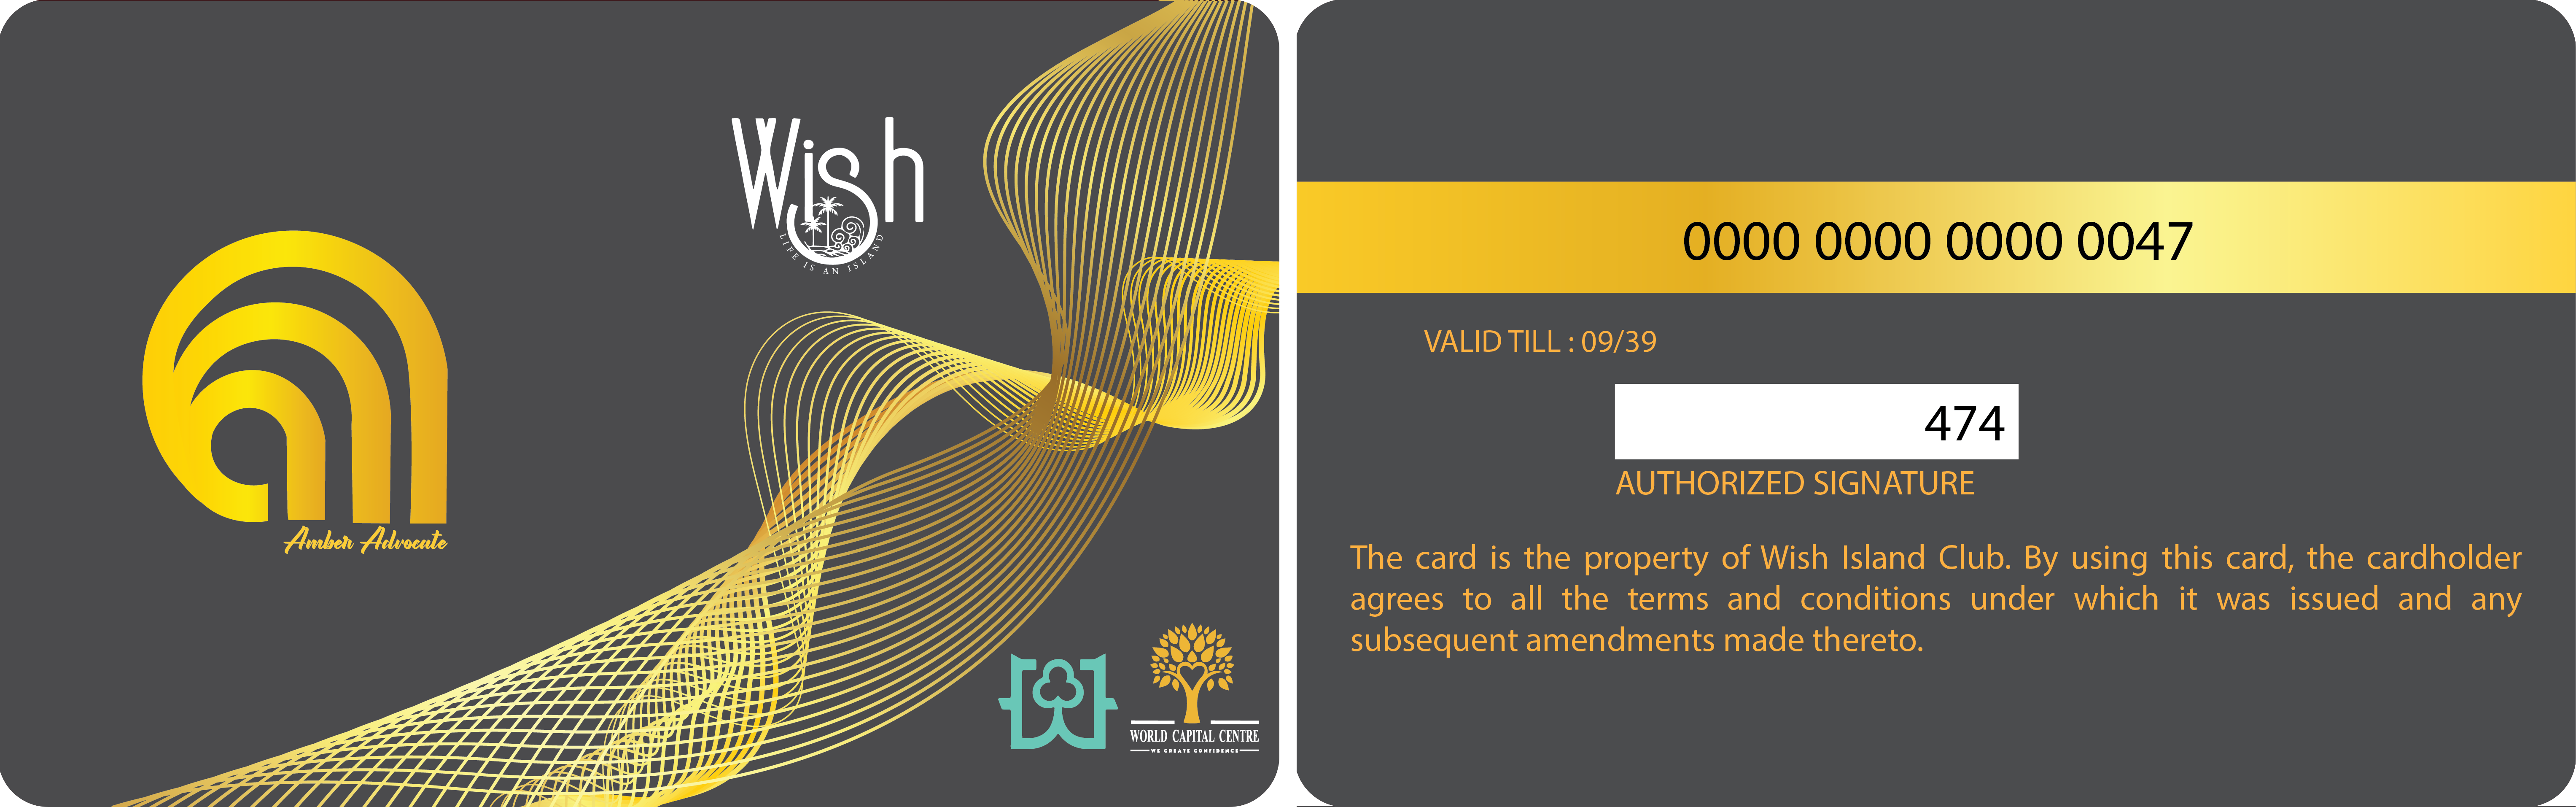 Wish
LIFE IS AN ISLAND
Amber Advocate
WORLD CAPITAL CENTRE
WE CREATE CONFIDENCE
0000 0000 0000 0047
VALID TILL : 09/39
474
AUTHORIZED SIGNATURE
The card is the property of Wish Island Club. By using this card, the cardholder
agrees to all the terms and conditions under which it was issued and any
subsequent amendments made thereto.